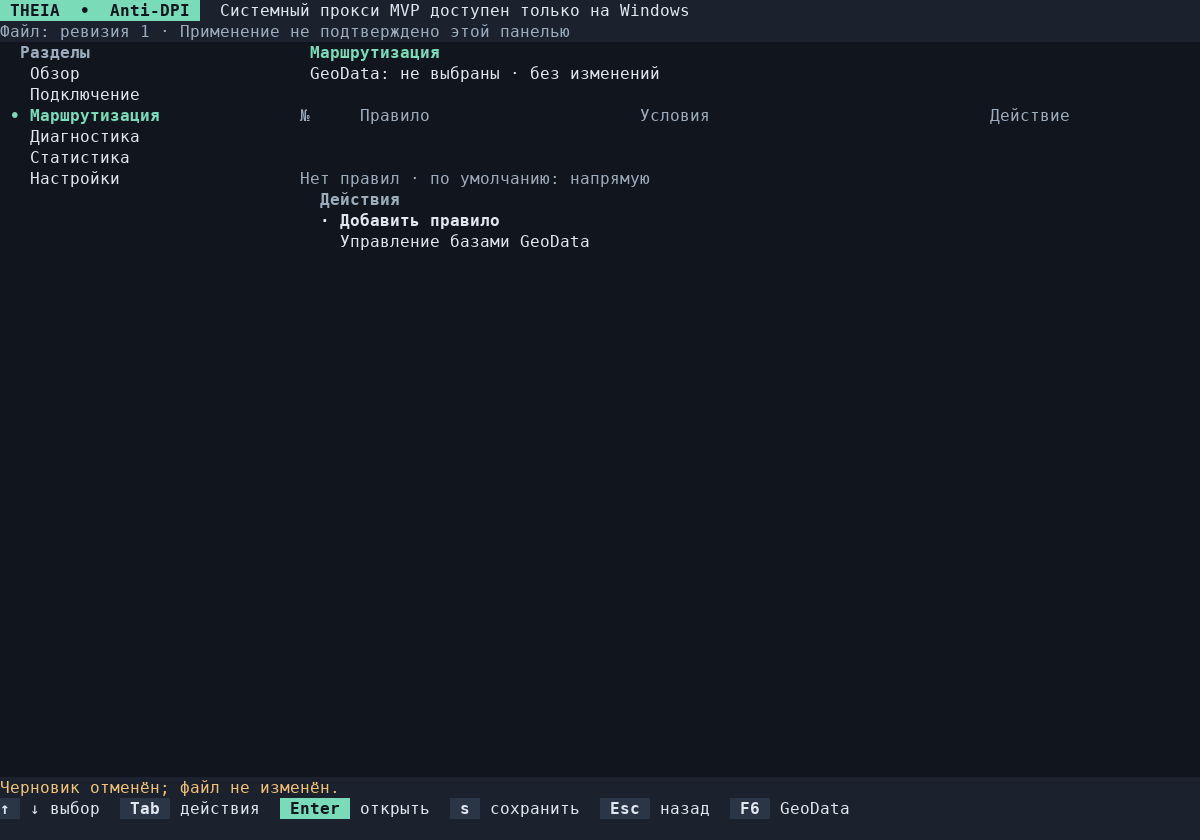 THEIA • Anti-DPI Системный прокси MVP доступен только на Windows
Файл: ревизия 1 · Применение не подтверждено этой панелью
Разделы
Обзор
Подключение
• Маршрутизация
Диагностика
Статистика
Настройки
Маршрутизация
GeoData: не выбраны · без изменений
№ Правило Условия Действие
Нет правил · по умолчанию: напрямую
Действия
· Добавить правило
Управление базами GeoData
Черновик отменён; файл не изменён.
↑ ↓ выбор Tab действия Enter открыть s сохранить Esc назад F6 GeoData